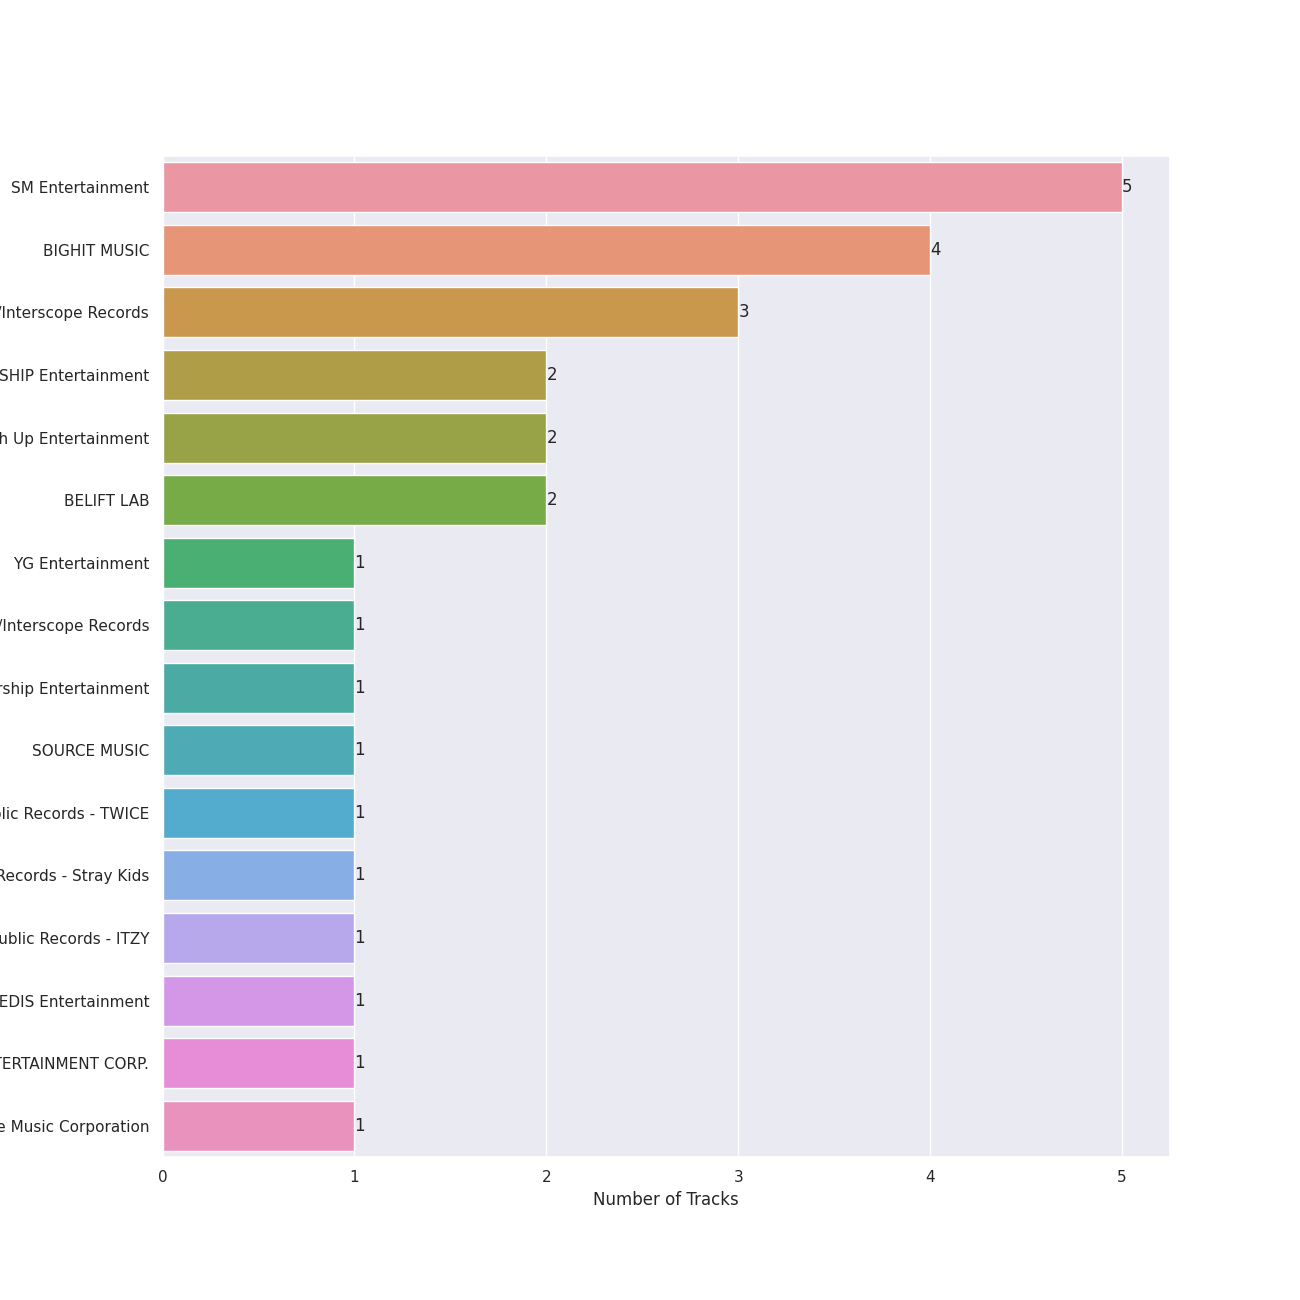 SM Entertainment 5
BIGHIT MUSIC 4
/Interscope Records 3
SHIP Entertainment 2
h Up Entertainment 2
BELIFT LAB 2
YG Entertainment 1
/Interscope Records 1
rship Entertainment 1
SOURCE MUSIC 1
lic Records - TWICE 1
Records - Stray Kids 1
ublic Records - ITZY 1
EDIS Entertainment 1
TERTAINMENT CORP. 1
e Music Corporation 1
0 1 2 3 4 5
Number of Tracks